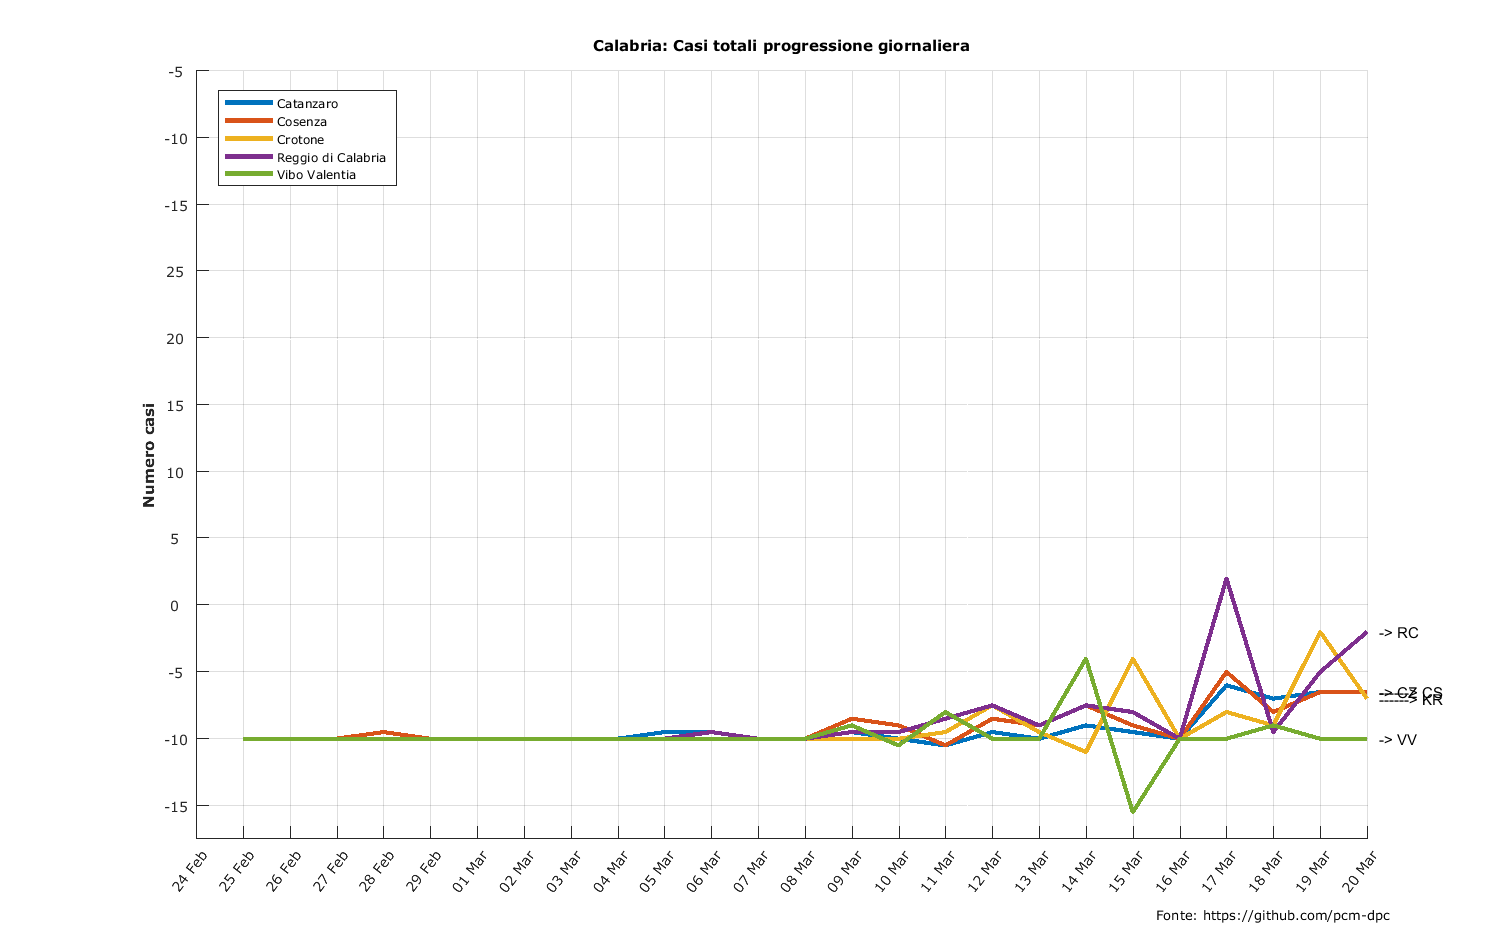 Calabria: Casi totali progressione giornaliera
-5
-10
-15
25
20
15
10
5
0
-5
-10
-15
Numero casi
Catanzaro
Cosenza
Crotone
Reggio di Calabria
Vibo Valentia
-> RC
-> CZ CS
------> KR
-> VV
24 Feb
25 Feb
26 Feb
27 Feb
28 Feb
29 Feb
01 Mar
02 Mar
03 Mar
04 Mar
05 Mar
06 Mar
07 Mar
08 Mar
09 Mar
10 Mar
11 Mar
12 Mar
13 Mar
14 Mar
15 Mar
16 Mar
17 Mar
18 Mar
19 Mar
20 Mar
Fonte: https://github.com/pcm-dpc